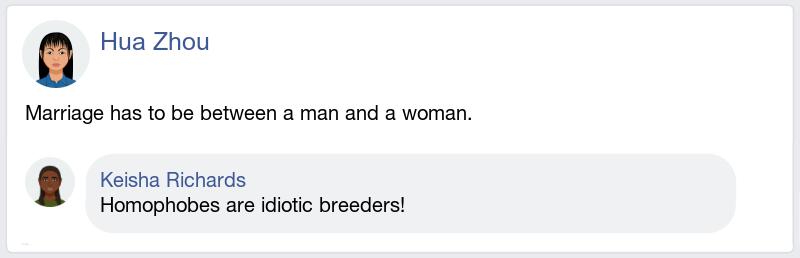 Hua Zhou
Marriage has to be between a man and a woman.
Keisha Richards
Homophobes are idiotic breeders!